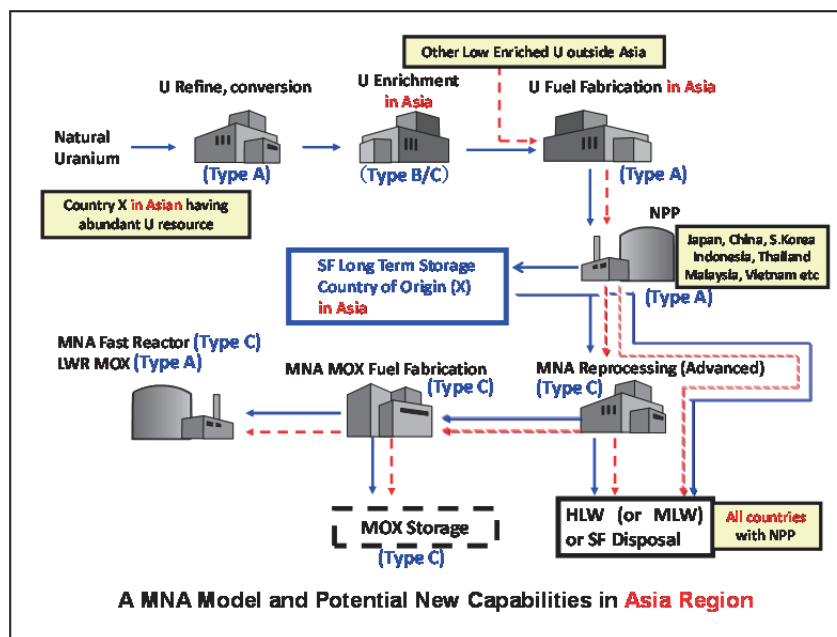 Other Low Enriched U outside Asia
U Refine, conversion
U Enrichment
in Asia
U Fuel Fabrication in Asia
Natural
Uranium
(Type A)
(Type B/C)
(Type A)
Country X in Asian having
abundant U resource
NPP
Japan, China, S.Korea
Indonesia, Thailand
Malaysia, Vietnam etc
(Type A)
SF Long Term Storage
Country of Origin (X)
in Asia
MNA Fast Reactor (Type C)
LWR MOX (Type A)
MNA MOX Fuel Fabrication
(Type C)
MNA Reprocessing (Advanced)
(Type C)
MOX Storage
(Type C)
HLW (or MLW)
or SF Disposal
All countries
with NPP
A MNA Model and Potential New Capabilities in Asia Region